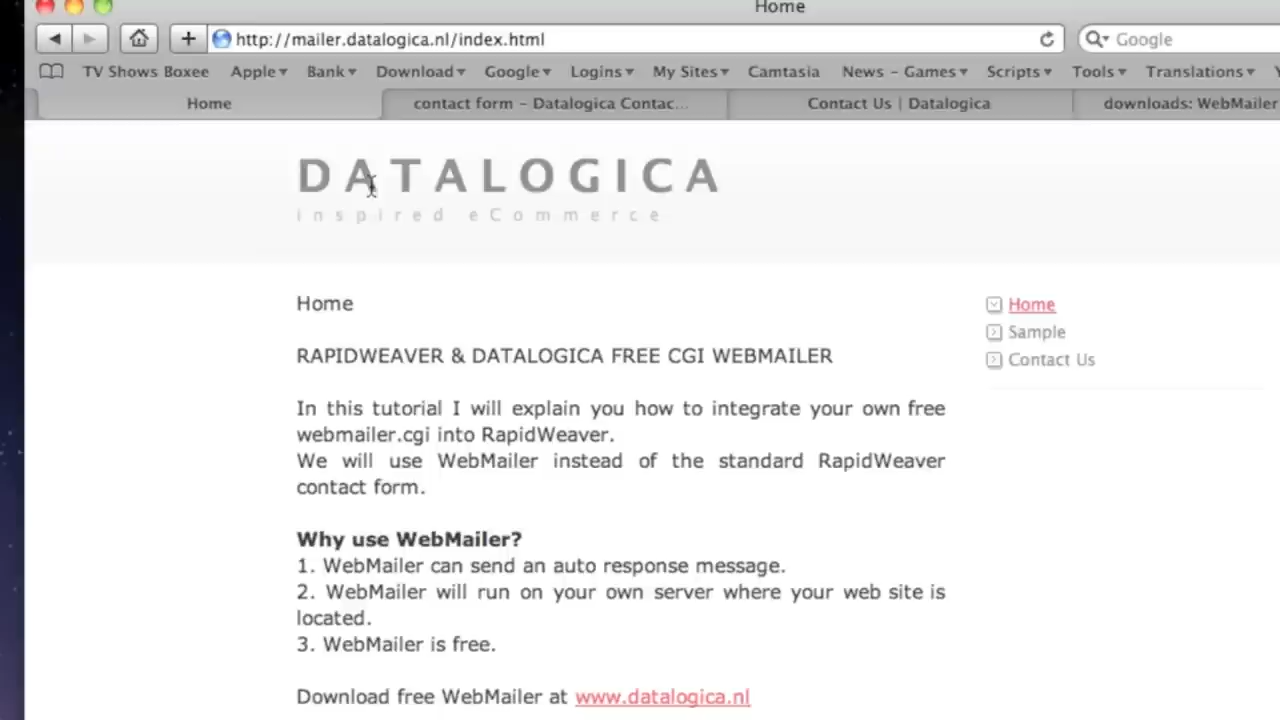 Home
http://mailer.datalogica.nl/index.html
Google
TV Shows Boxee Apple Bank Download Google Logins My Sites Camtasia News - Games Scripts Tools Translations
Home
contact form - Datalogica Contac...
Contact Us | Datalogica
downloads: WebMailer
DATALOGICA
inspired eCommerce
Home
Home
Sample
Contact Us
RAPIDWEAVER & DATALOGICA FREE CGI WEBMAILER
In this tutorial I will explain you how to integrate your own free
webmailer.cgi into RapidWeaver.
We will use WebMailer instead of the standard RapidWeaver
contact form.
Why use WebMailer?
1. WebMailer can send an auto response message.
2. WebMailer will run on your own server where your web site is
located.
3. WebMailer is free.
Download free WebMailer at www.datalogica.nl